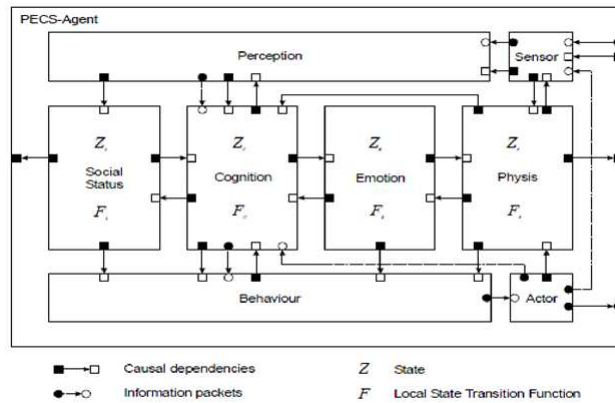 PECS-Agent
Perception
Sensor
Z
Z
Z
Z
Social
Status
Cognition
Emotion
Physis
F
F
F
F
Behaviour
Actor
Causal dependencies
Z State
Information packets
F Local State Transition Function